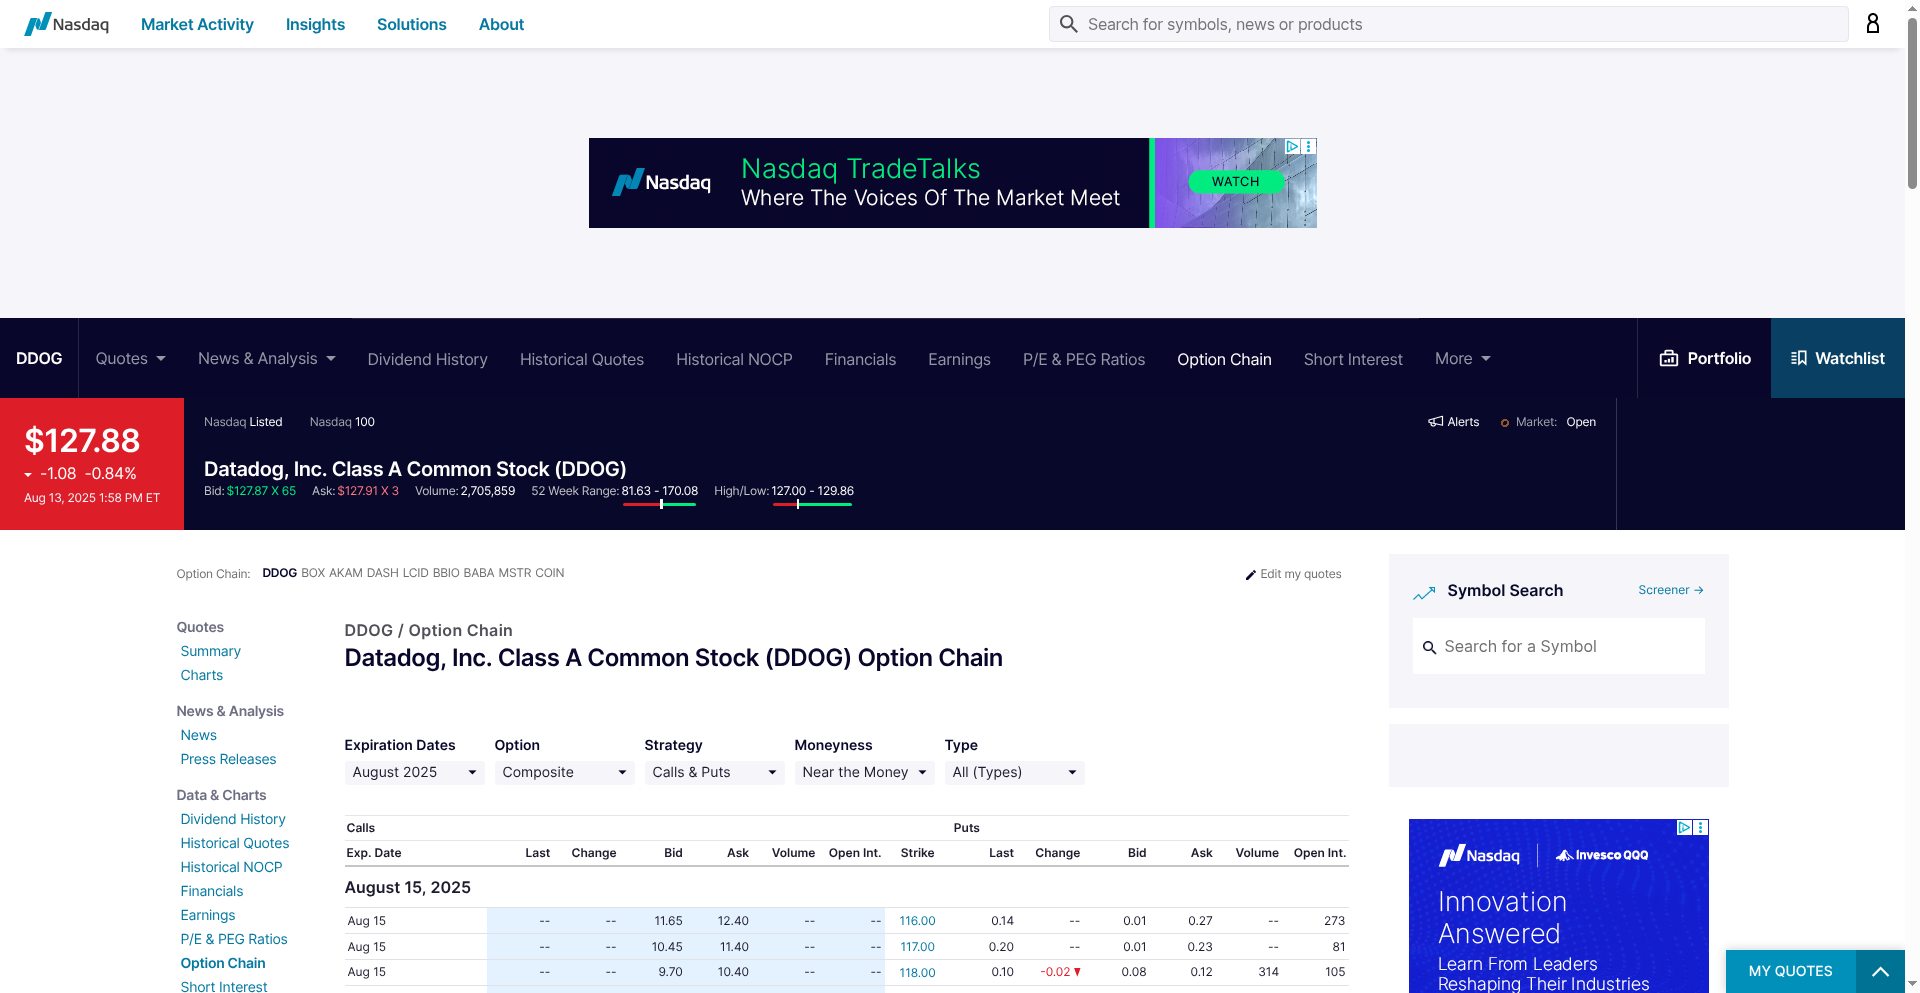 Nasdaq Market Activity Insights Solutions About Search for symbols, news or products
Nasdaq Nasdaq TradeTalks
Where The Voices Of The Market Meet
WATCH
DDOG Quotes News & Analysis Dividend History Historical Quotes Historical NOCP Financials Earnings P/E & PEG Ratios Option Chain Short Interest More Portfolio Watchlist
$127.88
-1.08 -0.84%
Aug 13, 2025 1:58 PM ET
Nasdaq Listed Nasdaq 100 Alerts Market: Open
Datadog, Inc. Class A Common Stock (DDOG)
Bid: $127.87 X 65 Ask: $127.91 X 3 Volume: 2,705,859 52 Week Range: 81.63 - 170.08 High/Low: 127.00 - 129.86
Option Chain: DDOG BOX AKAM DASH LCID BBIO BABA MSTR COIN Edit my quotes
Quotes
Summary
Charts
News & Analysis
News
Press Releases
Data & Charts
Dividend History
Historical Quotes
Historical NOCP
Financials
Earnings
P/E & PEG Ratios
Option Chain
Short Interest
DDOG / Option Chain
Datadog, Inc. Class A Common Stock (DDOG) Option Chain
Expiration Dates Option Strategy Moneyness Type
August 2025 Composite Calls & Puts Near the Money All (Types)
Calls Puts
Exp. Date Last Change Bid Ask Volume Open Int. Strike Last Change Bid Ask Volume Open Int.
August 15, 2025
Aug 15 -- -- 11.65 12.40 -- -- 116.00 0.14 -- 0.01 0.27 -- 273
Aug 15 -- -- 10.45 11.40 -- -- 117.00 0.20 -- 0.01 0.23 -- 81
Aug 15 -- -- 9.70 10.40 -- -- 118.00 0.10 -0.02 0.08 0.12 314 105
Symbol Search Screener →
Search for a Symbol
Nasdaq Invesco QQQ
Innovation
Answered
Learn From Leaders
Reshaping Their Industries
MY QUOTES